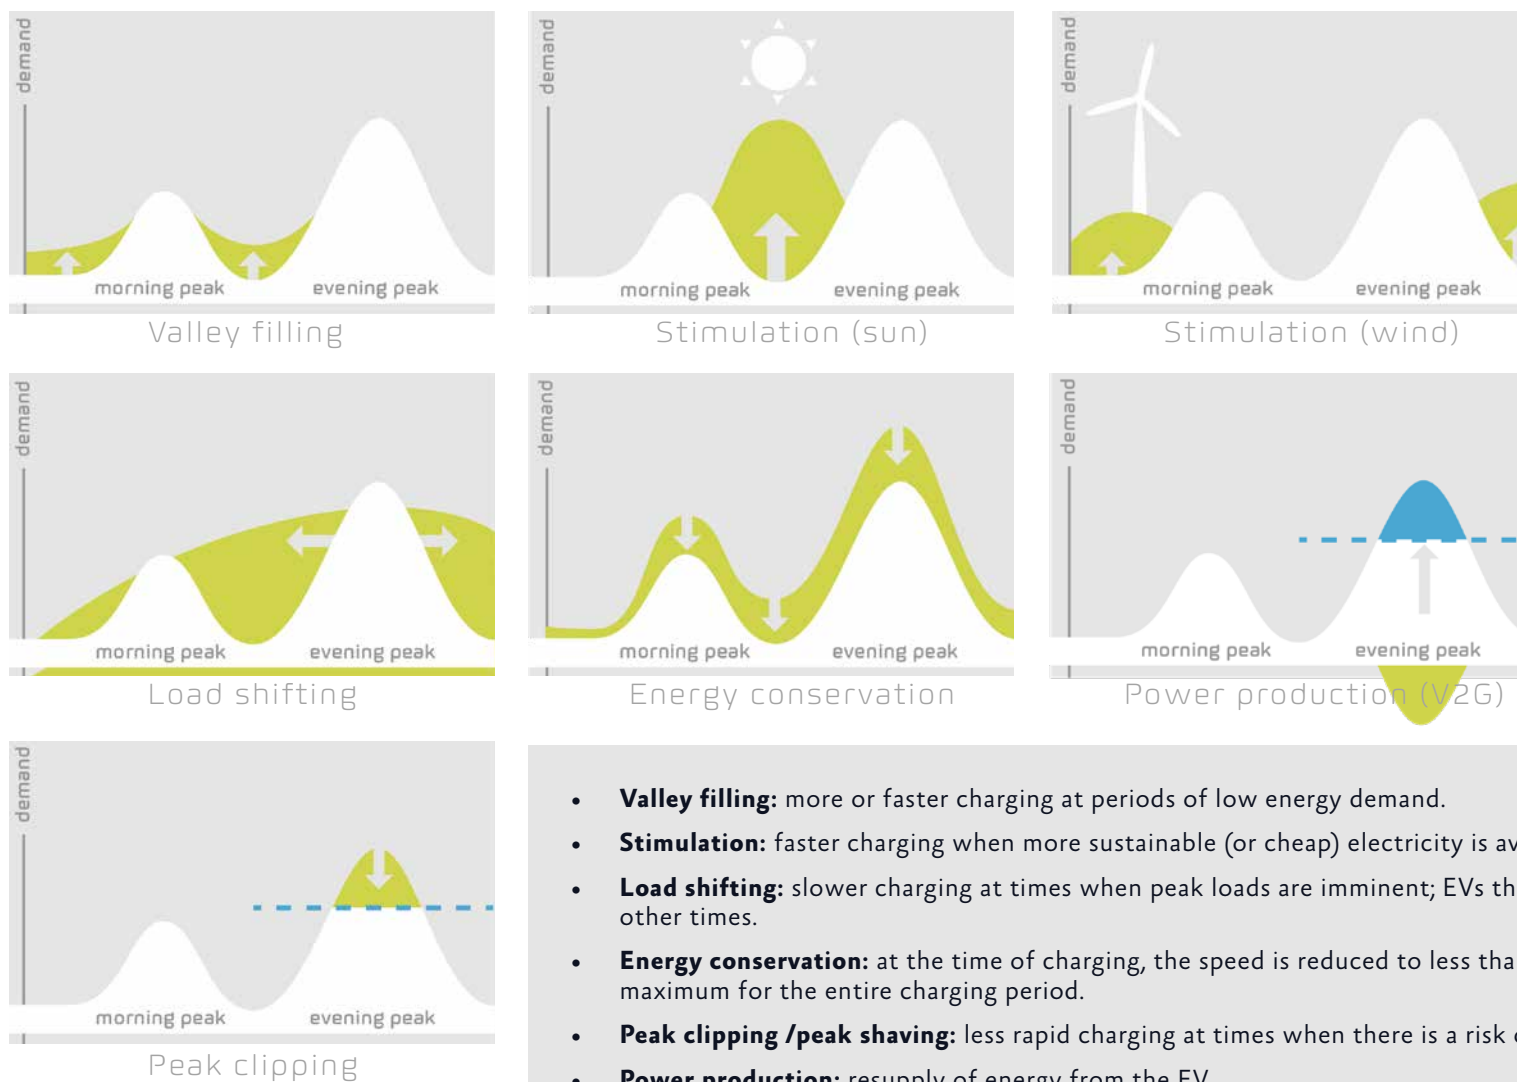 demand
morning peak
evening peak
Valley filling
demand
morning peak
evening peak
Stimulation (sun)
demand
morning peak
evening peak
Stimulation (wind)
demand
morning peak
evening peak
Load shifting
demand
morning peak
evening peak
Energy conservation
demand
morning peak
evening peak
Power production (V2G)
demand
morning peak
evening peak
Peak clipping
• Valley filling: more or faster charging at periods of low energy demand.
• Stimulation: faster charging when more sustainable (or cheap) electricity is
• Load shifting: slower charging at times when peak loads are imminent; EVs
other times.
• Energy conservation: at the time of charging, the speed is reduced to less
maximum for the entire charging period.
• Peak clipping /peak shaving: less rapid charging at times when there is a risk
• Power production: resupply of energy from the EV.